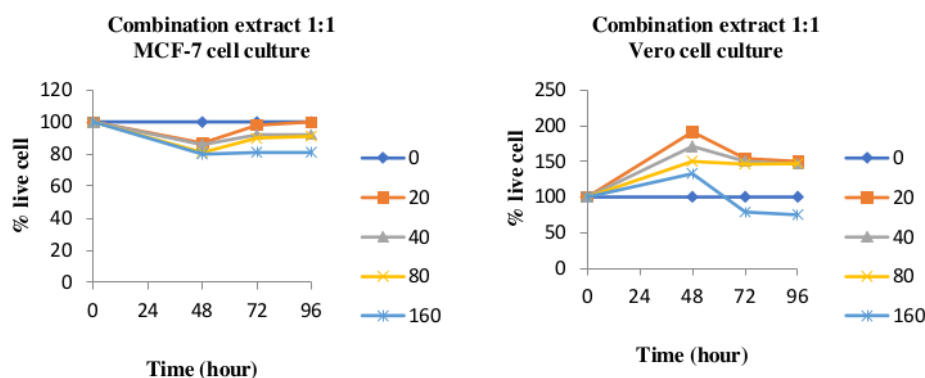 Combination extract 1:1
MCF-7 cell culture
% live cell
120
100
80
60
40
20
0
0 24 48 72 96
Time (hour)
0
20
40
80
160
Combination extract 1:1
Vero cell culture
% live cell
250
200
150
100
50
0
0 24 48 72 96
Time (hour)
0
20
40
80
160